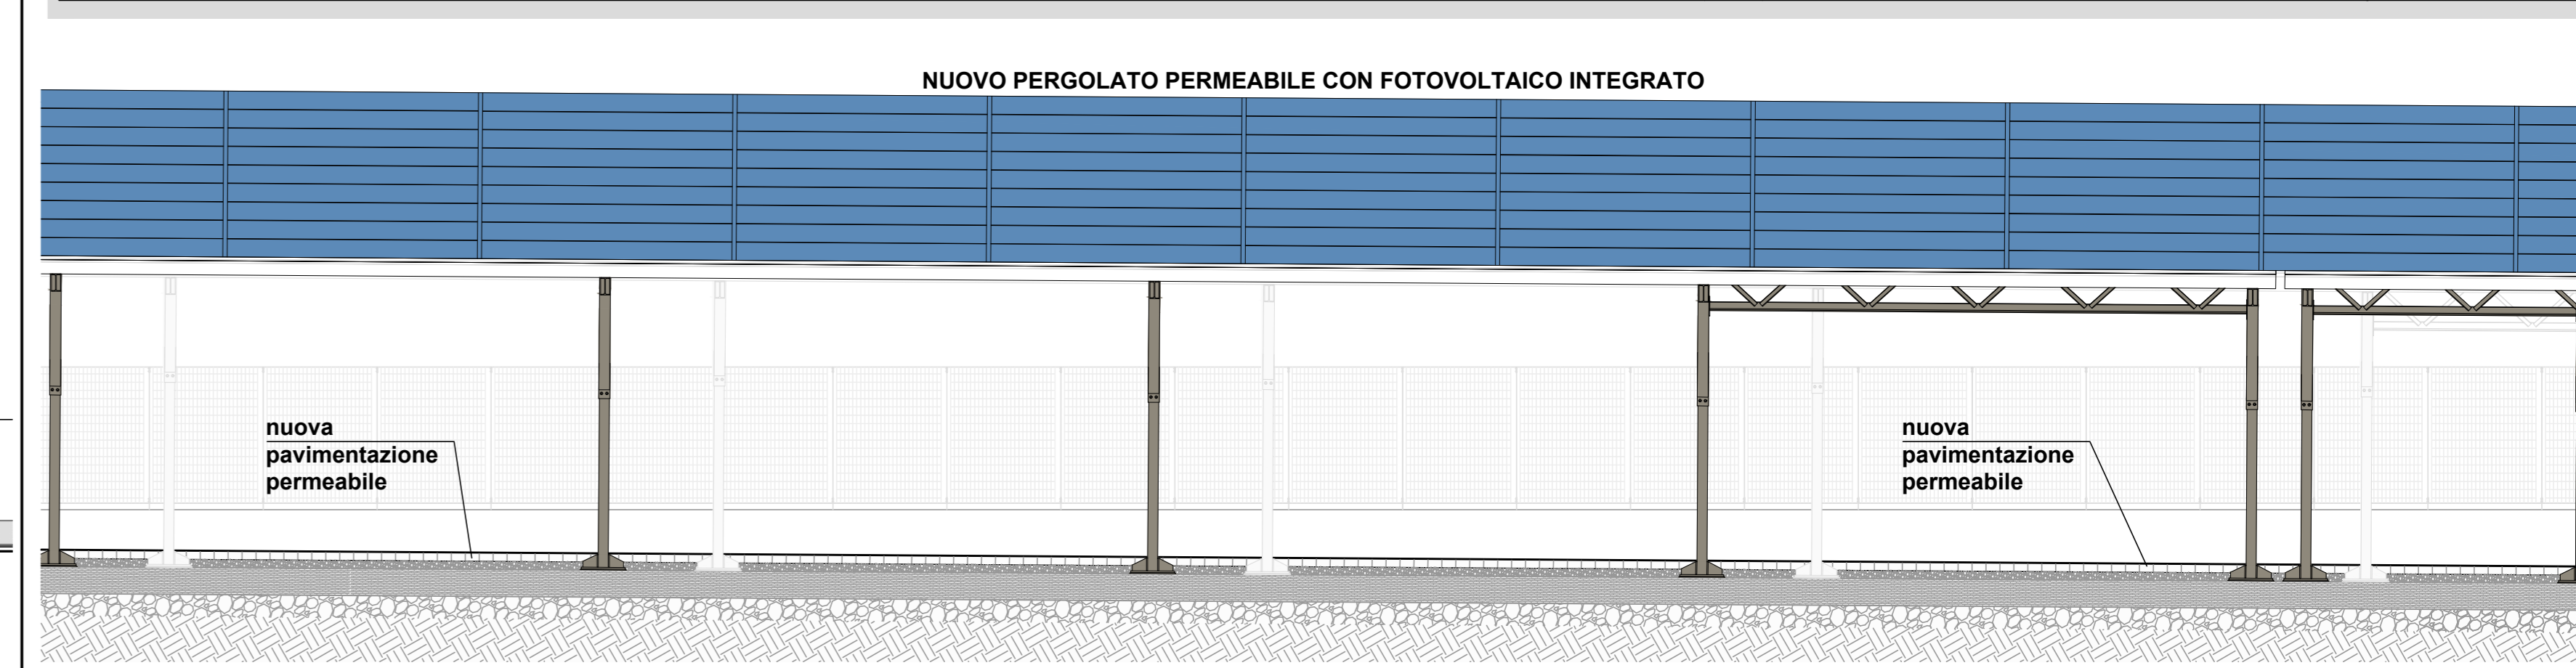 NUOVO PERGOLATO PERMEABILE CON FOTOVOLTAICO INTEGRATO
nuova
pavimentazione
permeabile
nuova
pavimentazione
permeabile